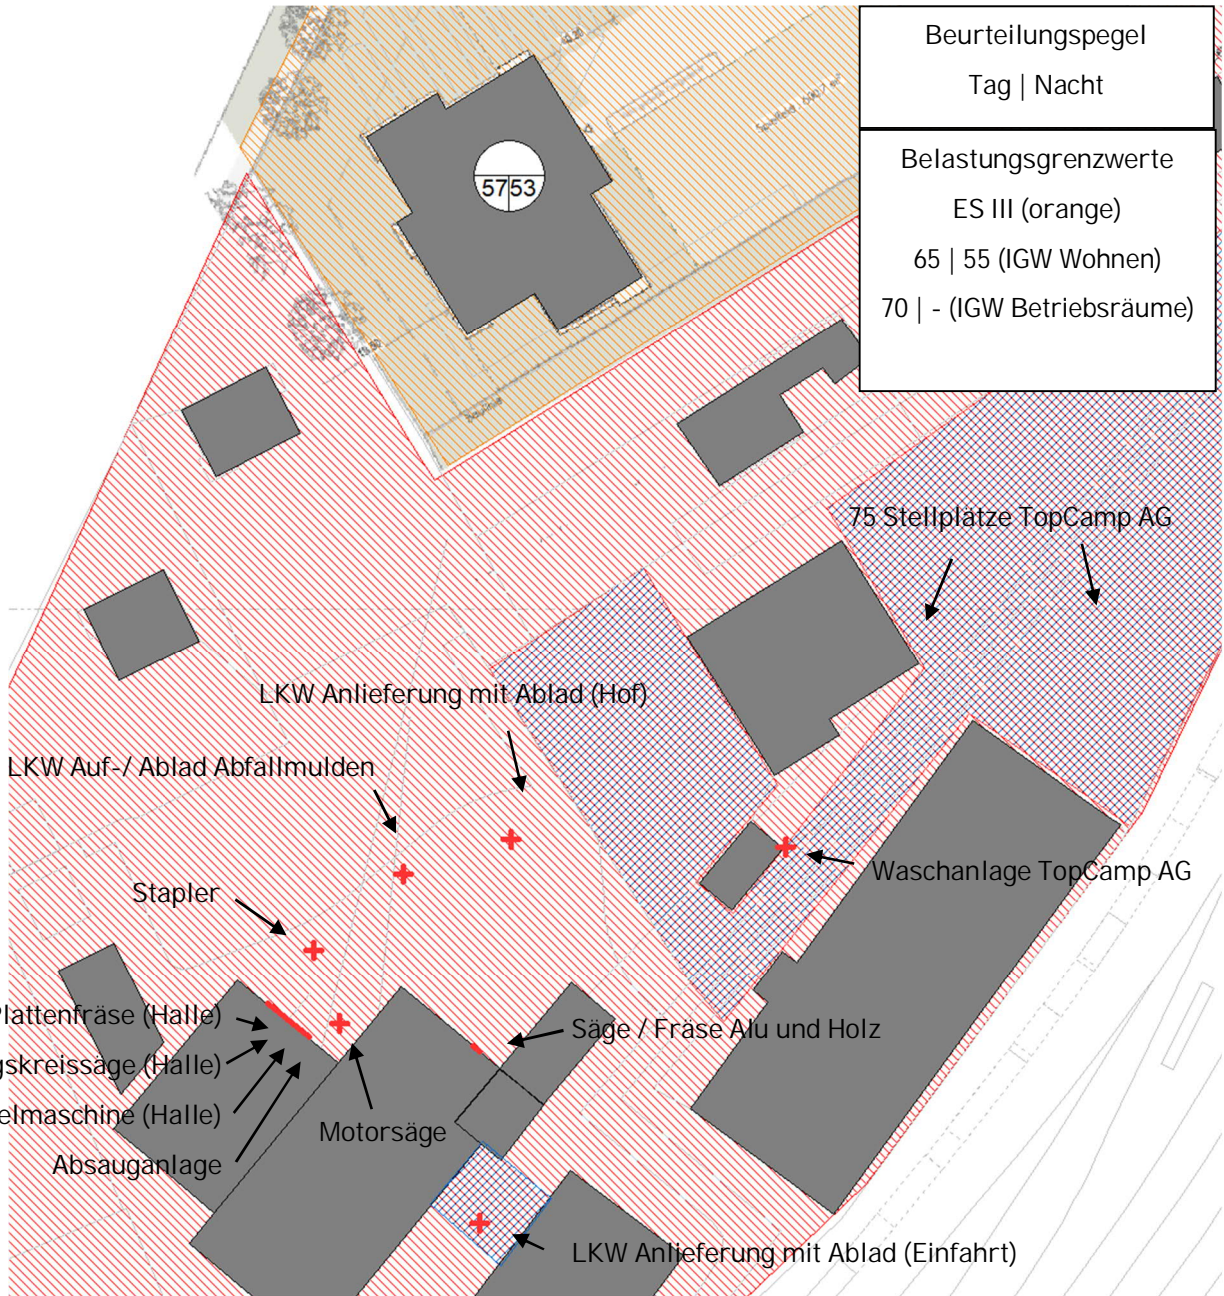 Beurteilungspegel
Tag | Nacht
Belastungsgrenzwerte
ES III (orange)
65 | 55 (IGW Wohnen)
70 | - (IGW Betriebsräume)
57 53
75 Stellplätze TopCamp AG
LKW Anlieferung mit Ablad (Hof)
LKW Auf-/ Ablad Abfallmulden
Waschanlage TopCamp AG
Stapler
Plattenfräse (Halle)
Säge / Fräse Alu und Holz
gskreissäge (Halle)
elmaschine (Halle)
Motorsäge
Absauganlage
LKW Anlieferung mit Ablad (Einfahrt)